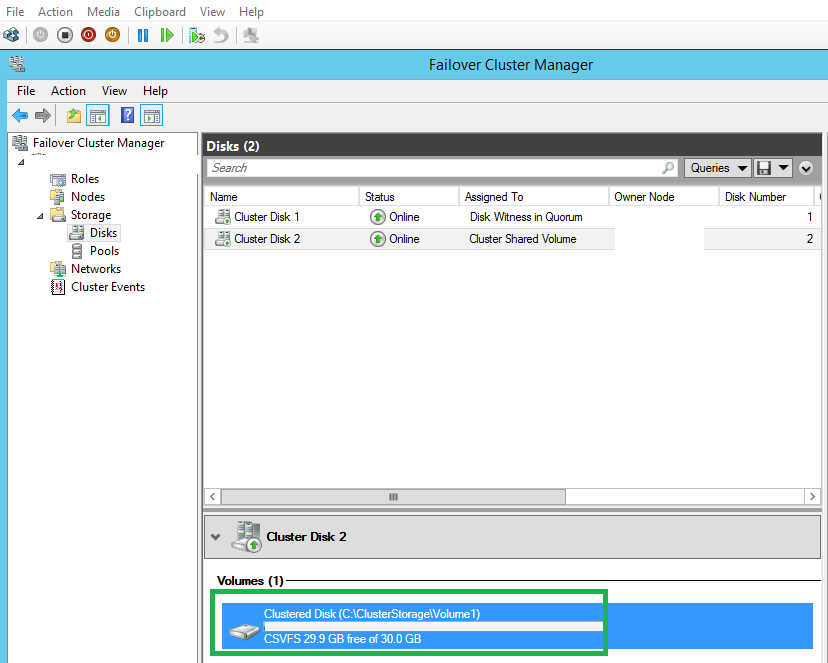 File Action Media Clipboard View Help
Failover Cluster Manager
File Action View Help
Failover Cluster Manager
Roles
Nodes
Storage
Disks
Pools
Networks
Cluster Events
Disks (2)
Search Queries
Name Status Assigned To Owner Node Disk Number
Cluster Disk 1 Online Disk Witness in Quorum 1
Cluster Disk 2 Online Cluster Shared Volume 2
Cluster Disk 2
Volumes (1)
Clustered Disk (C:\ClusterStorage\Volume1)
CSVFS 29.9 GB free of 30.0 GB